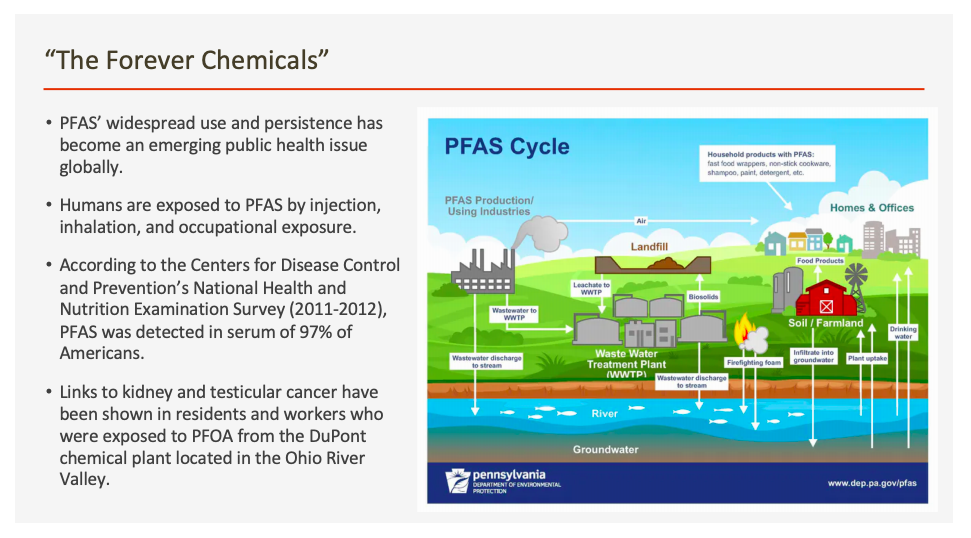 “The Forever Chemicals”
• PFAS’ widespread use and persistence has
become an emerging public health issue
globally.
• Humans are exposed to PFAS by injection,
inhalation, and occupational exposure.
• According to the Centers for Disease Control
and Prevention’s National Health and
Nutrition Examination Survey (2011-2012),
PFAS was detected in serum of 97% of
Americans.
• Links to kidney and testicular cancer have
been shown in residents and workers who
were exposed to PFOA from the DuPont
chemical plant located in the Ohio River
Valley.
PFAS Cycle
Household products with PFAS:
fast food wrappers, non-stick cookware,
shampoo, paint, detergent, etc.
PFAS Production/
Using Industries
Air
Homes & Offices
Landfill
Food Products
Leachate to
WWTP
Biosolids
Wastewater to
WWTP
Soil / Farmland
Drinking
water
Waste Water
Treatment Plant
(WWTP)
Wastewater discharge
to stream
Firefighting foam
Infiltrate into
groundwater
Plant uptake
Wastewater discharge
to stream
River
Groundwater
pennsylvania
DEPARTMENT OF ENVIRONMENTAL
PROTECTION
www.dep.pa.gov/pfas